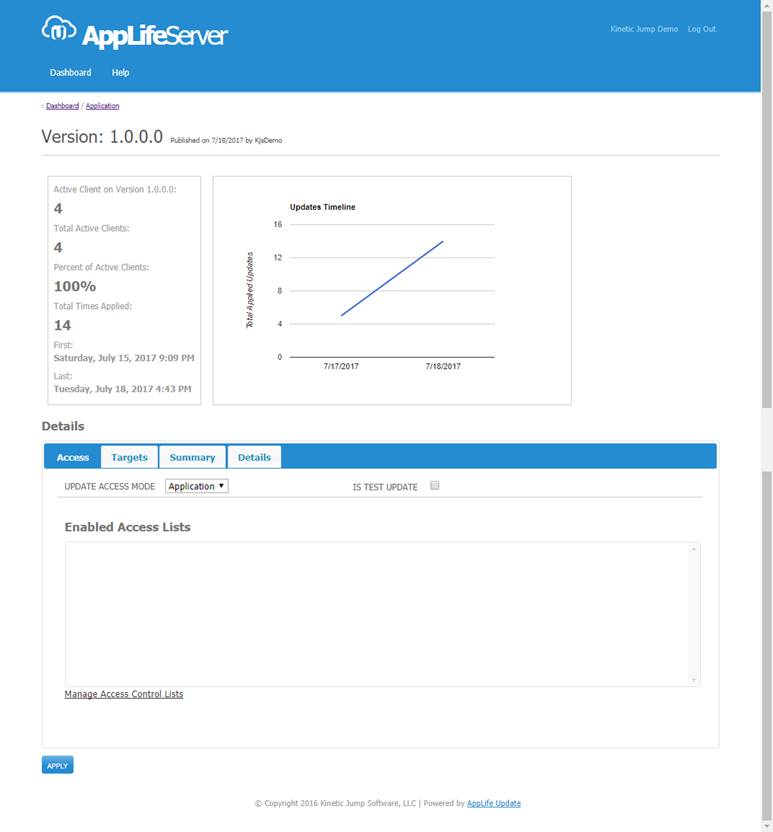 AppLifeServer
Kinetic Jump Demo Log Out
Dashboard Help
: Dashboard / Application
Version: 1.0.0.0 Published on 7/18/2017 by KjsDemo
Active Client on Version 1.0.0.0:
4
Total Active Clients:
4
Percent of Active Clients:
100%
Total Times Applied:
14
First:
Saturday, July 15, 2017 9:09 PM
Last:
Tuesday, July 18, 2017 4:43 PM
Updates Timeline
Total Applied Updates
16
12
8
4
0
7/17/2017 7/18/2017
Details
Access Targets Summary Details
UPDATE ACCESS MODE Application IS TEST UPDATE
Enabled Access Lists
Manage Access Control Lists
APPLY
© Copyright 2016 Kinetic Jump Software, LLC | Powered by AppLife Update